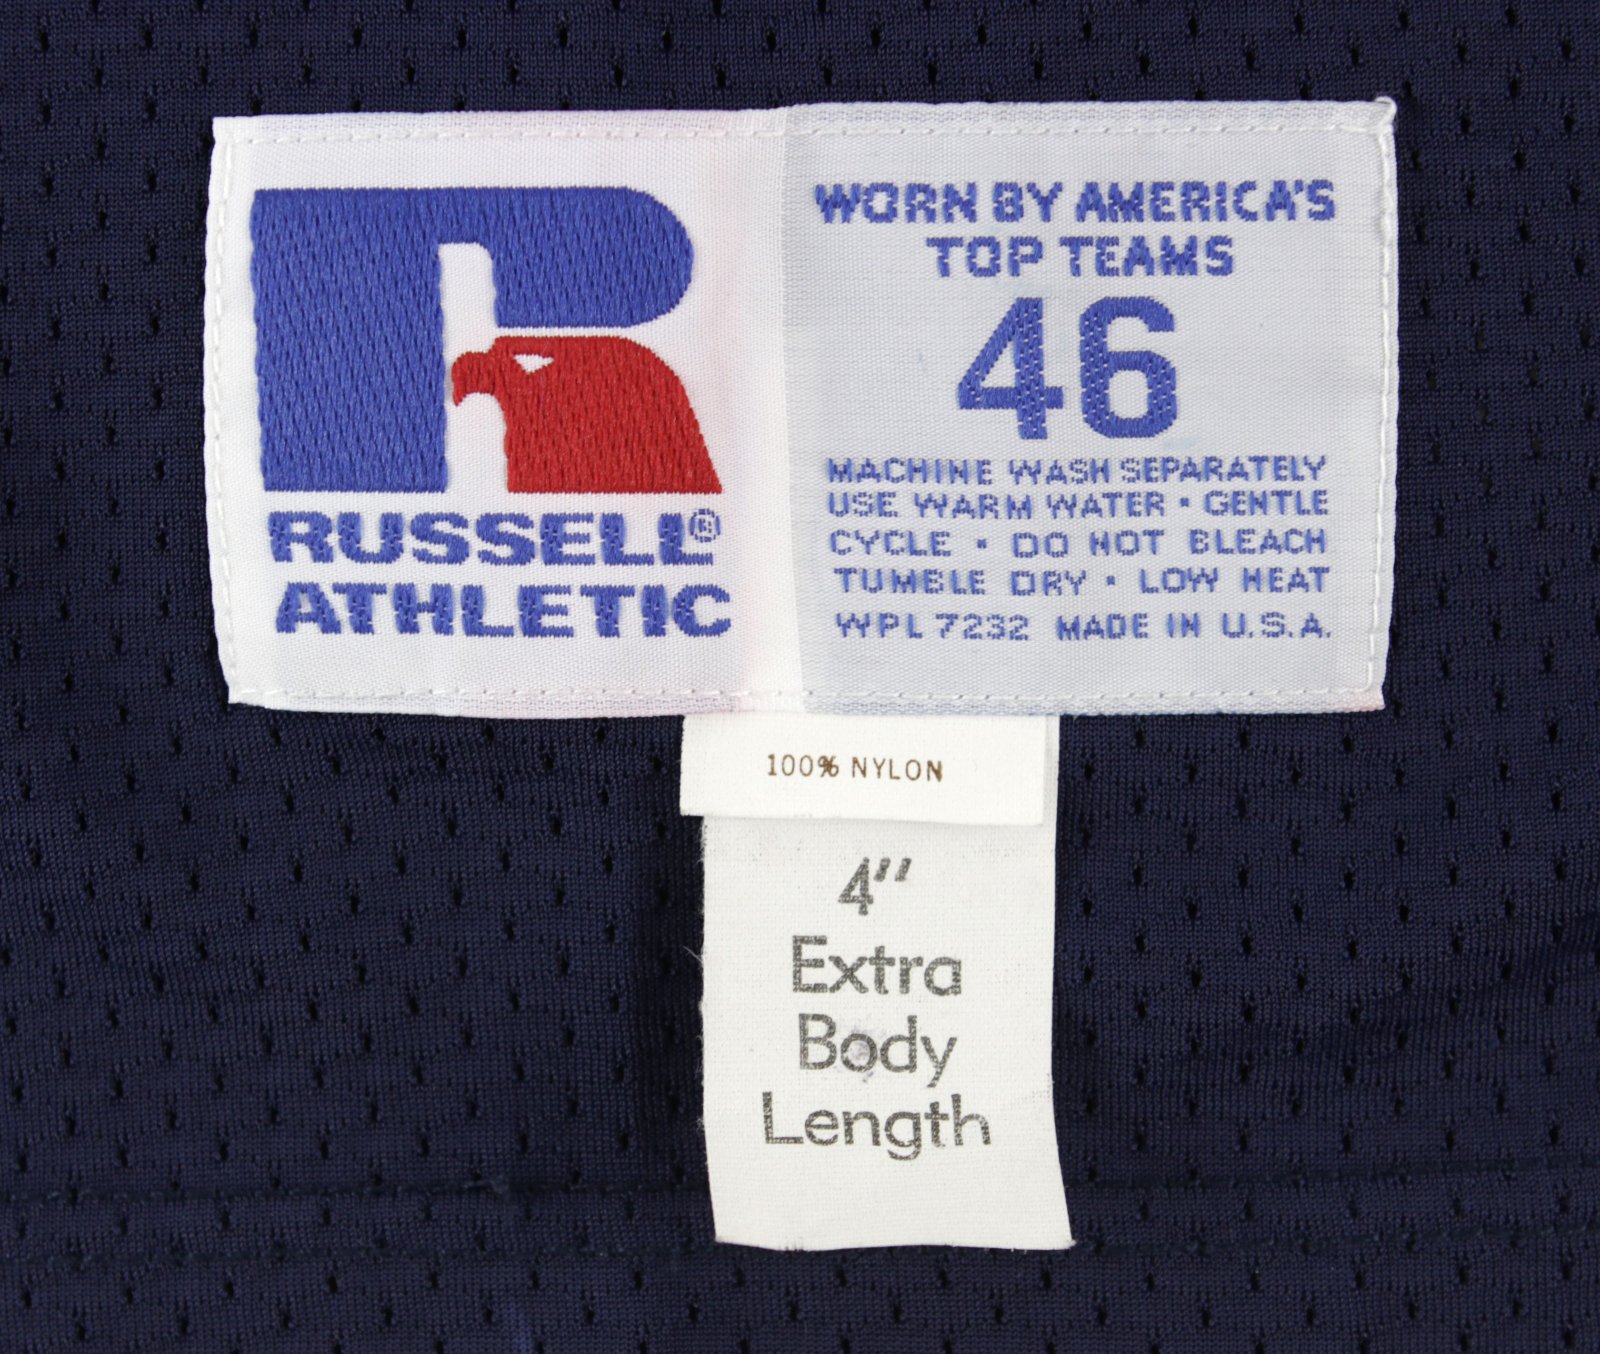 RUSSELL®
ATHLETIC
WORN BY AMERICA'S
TOP TEAMS
46
MACHINE WASH SEPARATELY
USE WARM WATER • GENTLE
CYCLE • DO NOT BLEACH
TUMBLE DRY • LOW HEAT
WPL 7232 MADE IN U.S.A.
100% NYLON
4"
Extra
Body
Length